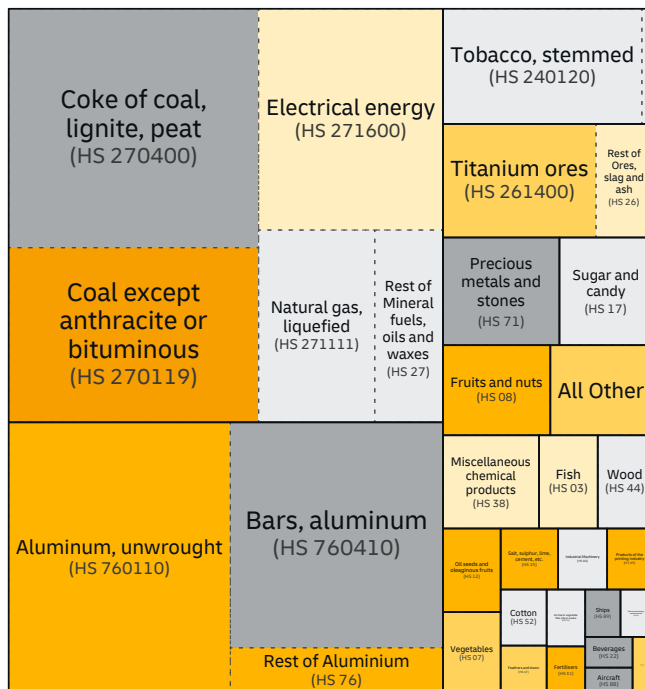 Coke of coal,
lignite, peat
(HS 270400)
Electrical energy
(HS 271600)
Tobacco, stemmed
(HS 240120)
Titanium ores
(HS 261400)
Rest of
Ores,
slag and
ash
(HS 26)
Coal except
anthracite or
bituminous
(HS 270119)
Natural gas,
liquefied
(HS 271111)
Rest of
Mineral
fuels,
oils and
waxes
(HS 27)
Precious
metals and
stones
(HS 71)
Sugar and
candy
(HS 17)
Fruits and nuts
(HS 08)
All Other
Aluminum, unwrought
(HS 760110)
Bars, aluminum
(HS 760410)
Rest of Aluminium
(HS 76)
Miscellaneous
chemical
products
(HS 38)
Fish
(HS 03)
Wood
(HS 44)
Oil seeds and
oleaginous fruits
(HS 12)
Salt, sulphur, lime,
cement, etc.
(HS 25)
Industrial Machinery
Products of the
printing industry
Vegetables
(HS 07)
Cotton
(HS 52)
Ships
(HS 89)
Beverages
(HS 22)
Fertilisers
Aircraft
(HS 88)